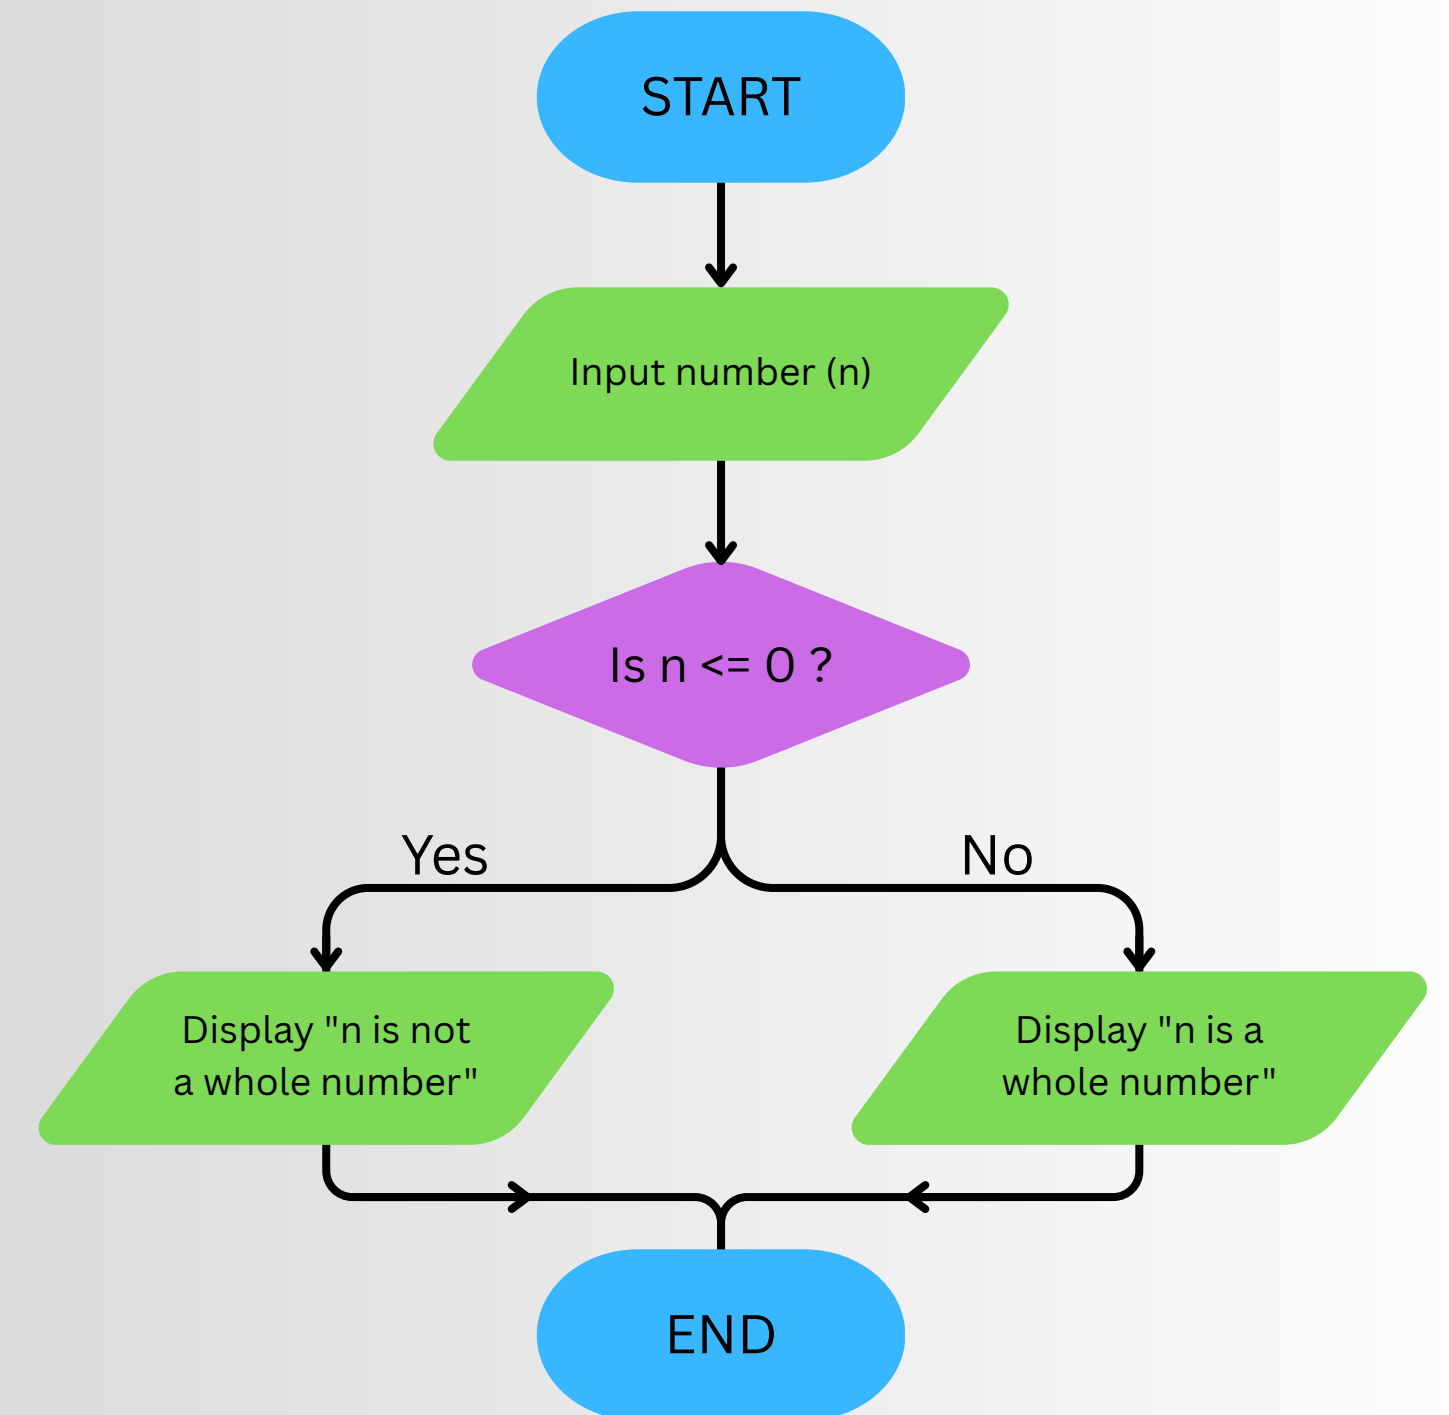 START
Input number (n)
Is n <= 0 ?
Yes
No
Display "n is not
a whole number"
Display "n is a
whole number"
END